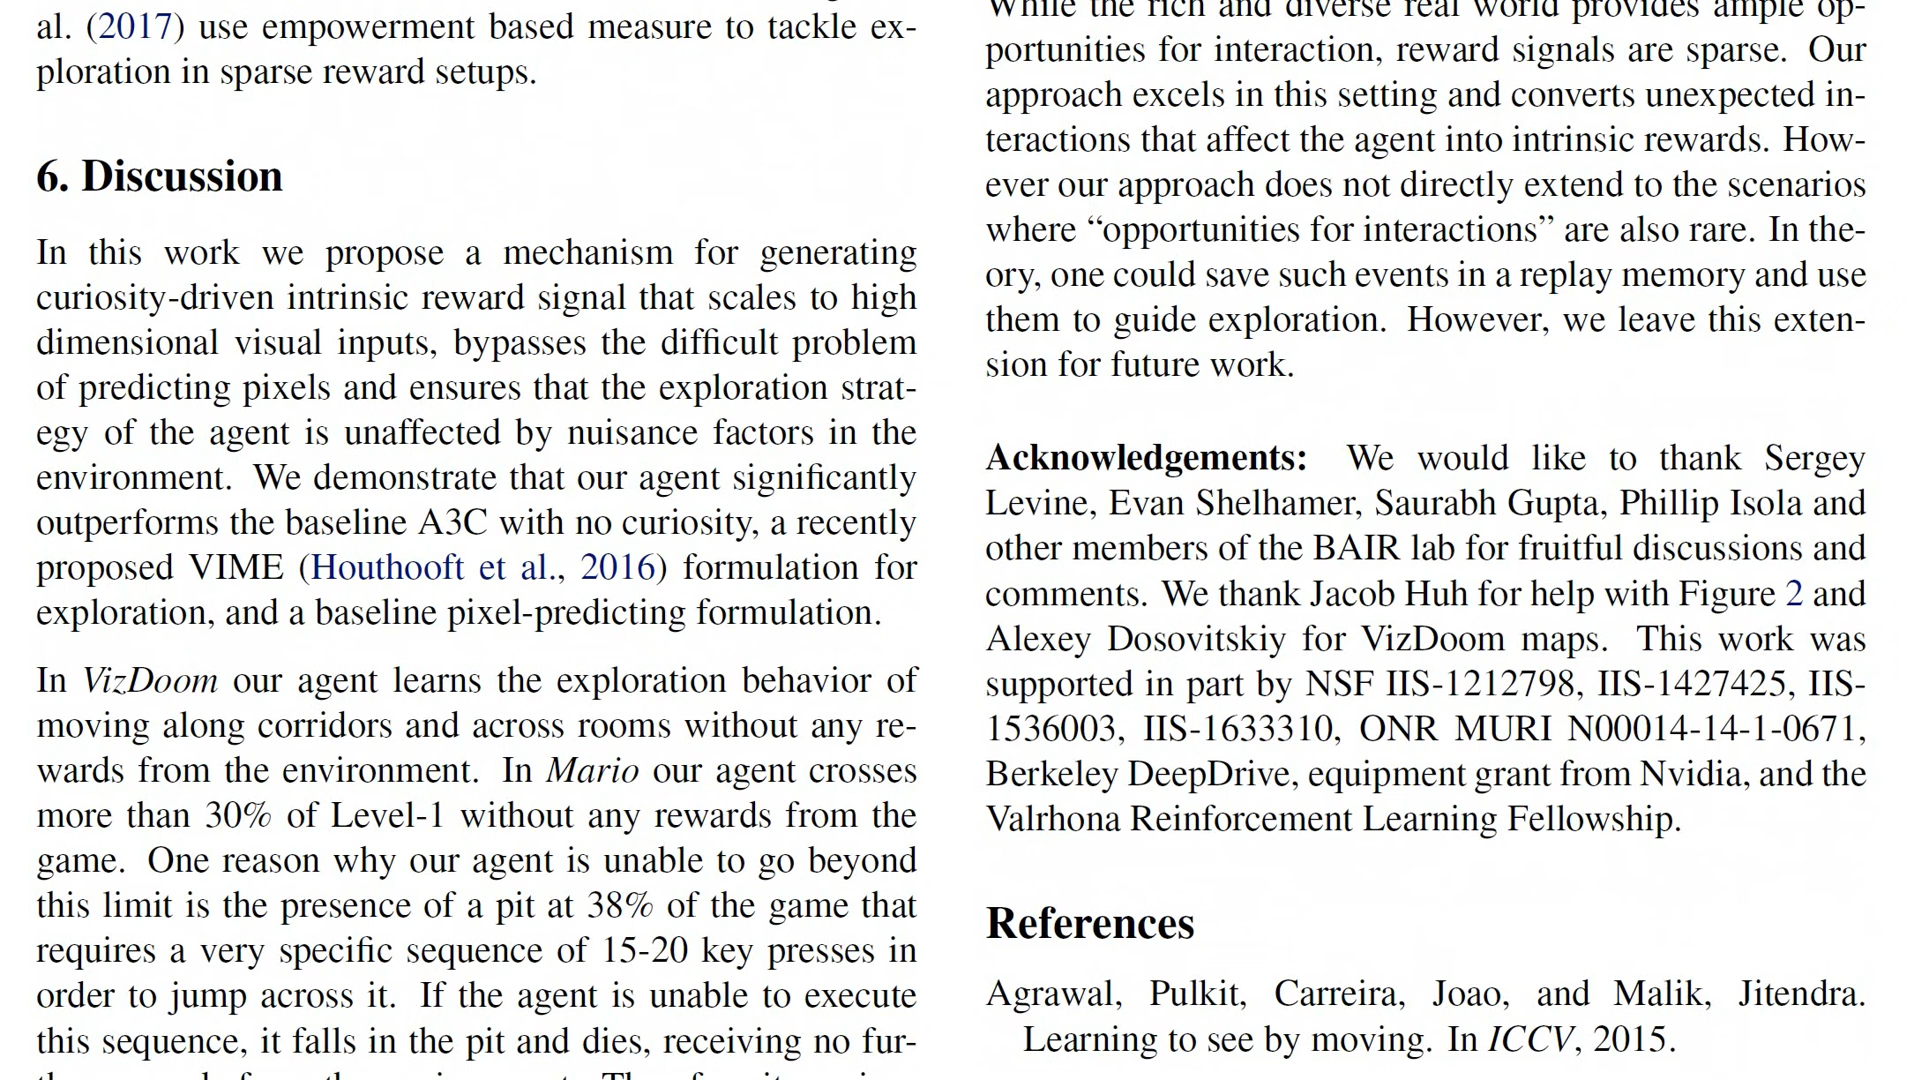 al. (2017) use empowerment based measure to tackle ex-
ploration in sparse reward setups.
6. Discussion
In this work we propose a mechanism for generating
curiosity-driven intrinsic reward signal that scales to high
dimensional visual inputs, bypasses the difficult problem
of predicting pixels and ensures that the exploration strat-
egy of the agent is unaffected by nuisance factors in the
environment. We demonstrate that our agent significantly
outperforms the baseline A3C with no curiosity, a recently
proposed VIME (Houthooft et al., 2016) formulation for
exploration, and a baseline pixel-predicting formulation.
In VizDoom our agent learns the exploration behavior of
moving along corridors and across rooms without any re-
wards from the environment. In Mario our agent crosses
more than 30% of Level-1 without any rewards from the
game. One reason why our agent is unable to go beyond
this limit is the presence of a pit at 38% of the game that
requires a very specific sequence of 15-20 key presses in
order to jump across it. If the agent is unable to execute
this sequence, it falls in the pit and dies, receiving no fur-
While the rich and diverse real world provides ample op-
portunities for interaction, reward signals are sparse. Our
approach excels in this setting and converts unexpected in-
teractions that affect the agent into intrinsic rewards. How-
ever our approach does not directly extend to the scenarios
where “opportunities for interactions” are also rare. In the-
ory, one could save such events in a replay memory and use
them to guide exploration. However, we leave this exten-
sion for future work.
Acknowledgements: We would like to thank Sergey
Levine, Evan Shelhamer, Saurabh Gupta, Phillip Isola and
other members of the BAIR lab for fruitful discussions and
comments. We thank Jacob Huh for help with Figure 2 and
Alexey Dosovitskiy for VizDoom maps. This work was
supported in part by NSF IIS-1212798, IIS-1427425, IIS-
1536003, IIS-1633310, ONR MURI N00014-14-1-0671,
Berkeley DeepDrive, equipment grant from Nvidia, and the
Valrhona Reinforcement Learning Fellowship.
References
Agrawal, Pulkit, Carreira, Joao, and Malik, Jitendra.
Learning to see by moving. In ICCV, 2015.